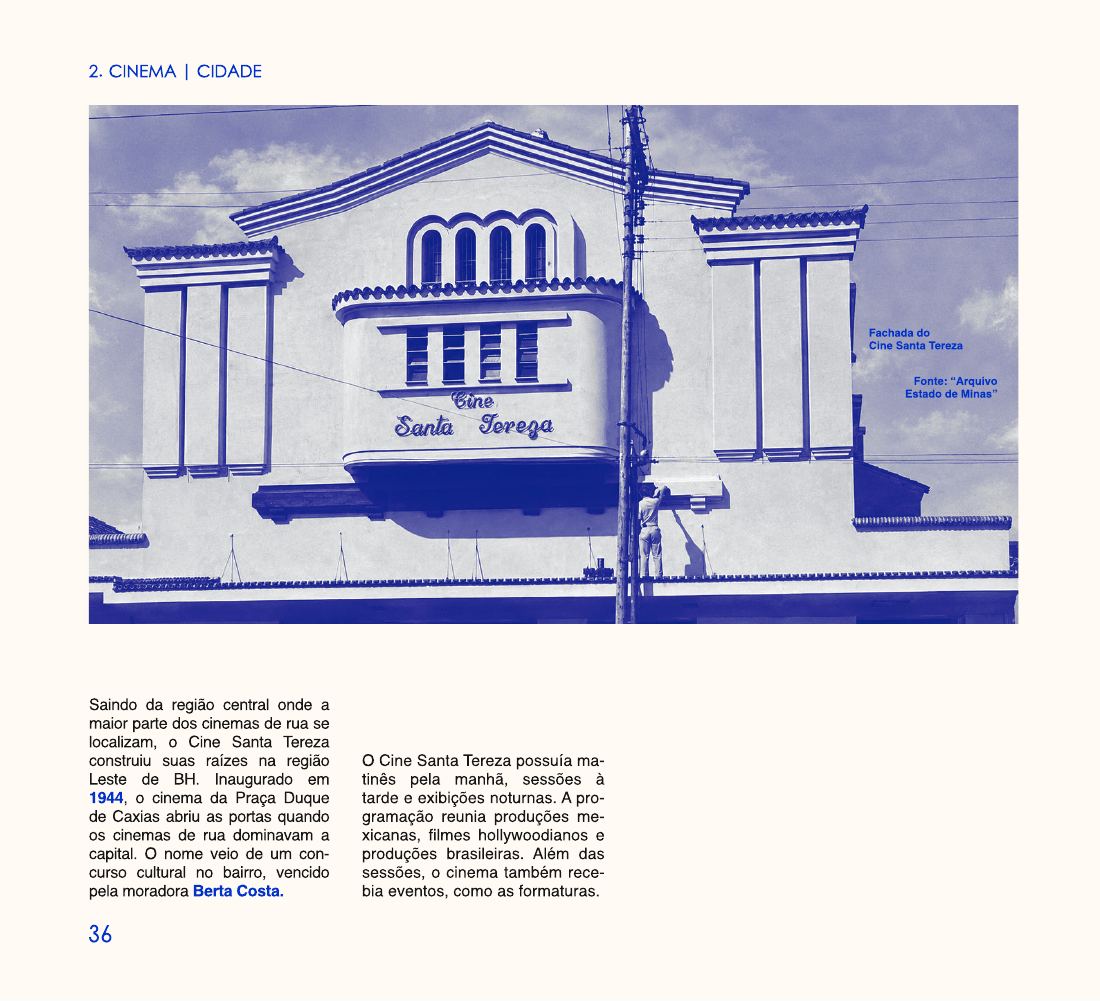 2. CINEMA | CIDADE
Cine
Santa Tereza
Fachada do
Cine Santa Tereza
Fonte: “Arquivo
Estado de Minas”
Saindo da região central onde a
maior parte dos cinemas de rua se
localizam, o Cine Santa Tereza
construiu suas raízes na região
Leste de BH. Inaugurado em
1944, o cinema da Praça Duque
de Caxias abriu as portas quando
os cinemas de rua dominavam a
capital. O nome veio de um con-
curso cultural no bairro, vencido
pela moradora Berta Costa.
O Cine Santa Tereza possuía ma-
tinês pela manhã, sessões à
tarde e exibições noturnas. A pro-
gramação reunia produções me-
xicanas, filmes hollywoodianos e
produções brasileiras. Além das
sessões, o cinema também rece-
bia eventos, como as formaturas.
36